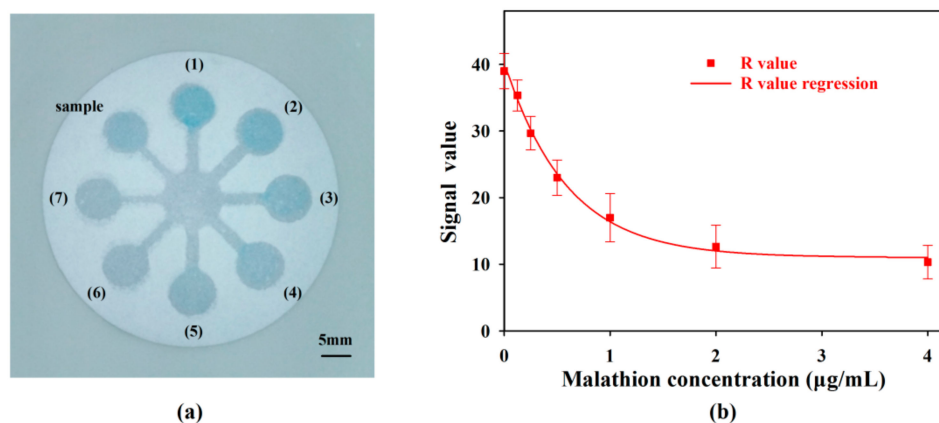 (1)
sample
(2)
(7)
(3)
(6)
(4)
(5)
5mm
(a)
Signal value
40
30
20
10
0
R value
R value regression
0
1
2
3
4
Malathion concentration (µg/mL)
(b)